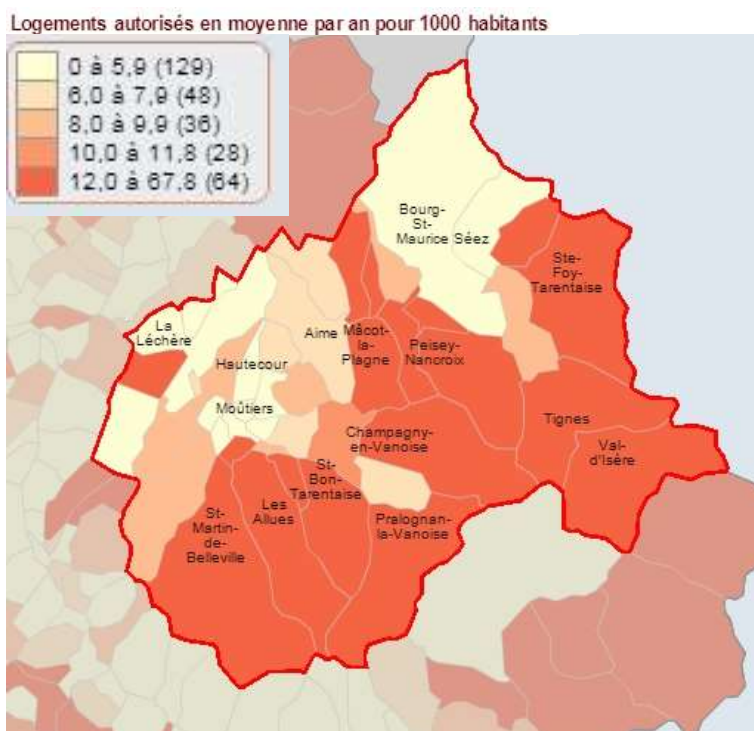 Logements autorisés en moyenne par an pour 1000 habitants
0 à 5,9 (129)
6,0 à 7,9 (48)
8,0 à 9,9 (36)
10,0 à 11,8 (28)
12,0 à 67,8 (64)
Bourg-
St-
Maurice
Séez
Ste-
Foy-
Tarentaise
La
Léchère
Aime
Mâcot-
la-
Plagne
Peisey-
Nancroix
Hautecour
Moûtiers
Champagny-
en-Vanoise
Tignes
Val-
d'Isère
St-
Bon-
Tarentaise
Les
Allues
St-
Martin-
de-
Belleville
Pralognan-
la-Vanoise